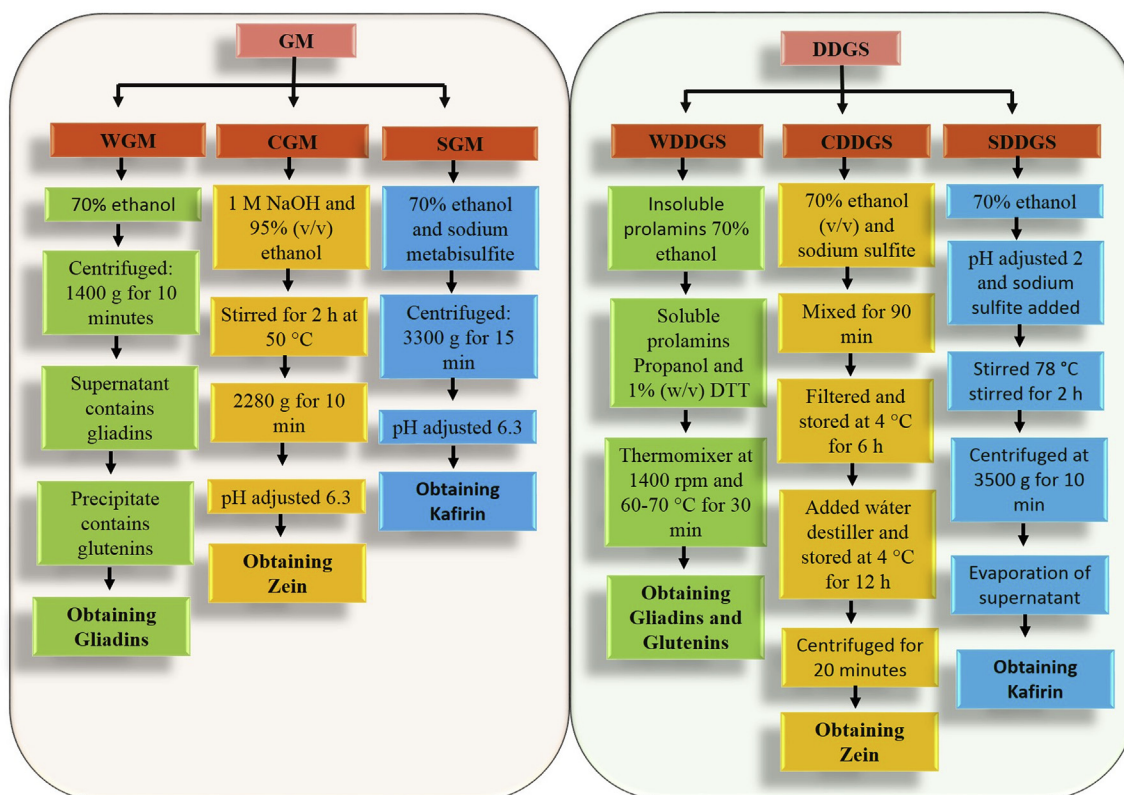 GM
WGM
CGM
SGM
70% ethanol
Centrifuged:
1400 g for 10
minutes
Supernatant
contains
gliadins
Precipitate
contains
glutenins
Obtaining
Gliadins
1 M NaOH and
95% (v/v)
ethanol
Stirred for 2 h at
50 °C
2280 g for 10
min
pH adjusted 6.3
Obtaining
Zein
70% ethanol
and sodium
metabisulfite
Centrifuged:
3300 g for 15
min
pH adjusted 6.3
Obtaining
Kafirin
DDGS
WDDGS
CDDGS
SDDGS
Insoluble
prolamins 70%
ethanol
Soluble
prolamins
Propanol and
1% (w/v) DTT
Thermomixer at
1400 rpm and
60-70 °C for 30
min
Obtaining
Gliadins and
Glutenins
70% ethanol
(v/v) and
sodium sulfite
Mixed for 90
min
Filtered and
stored at 4 °C
for 6 h
Added wáter
destiller and
stored at 4 °C
for 12 h
Centrifuged for
20 minutes
Obtaining
Zein
70% ethanol
pH adjusted 2
and sodium
sulfite added
Stirred 78 °C
stirred for 2 h
Centrifuged at
3500 g for 10
min
Evaporation of
supernatant
Obtaining
Kafirin